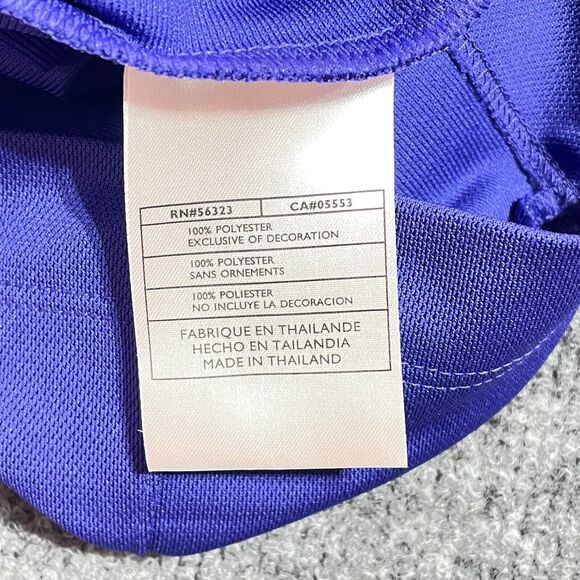 RN#56323 CA#05553
100% POLYESTER
EXCLUSIVE OF DECORATION
100% POLYESTER
SANS ORNEMENTS
100% POLIESTER
NO INCLUYE LA DECORACION
FABRIQUE EN THAILANDE
HECHO EN TAILANDIA
MADE IN THAILAND